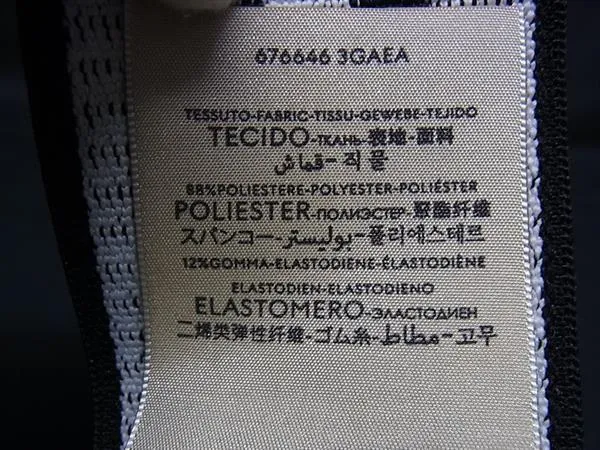 676646 3GAEA
TESSUTO-FABRIC-TISSU-GEWEBE-TEJIDO
TECIDO-ТКАНЬ-表地-面料
قماش-직물
88%POLIESTERE-POLYESTER-POLIÉSTER
POLIESTER-ПОЛИЭСТЕР-聚酯纤维
スパンコー-بوليستر-폴리에스테르
12%GOMMA-ELASTODIENE-ÉLASTODIÈNE
ELASTODIEN-ELASTODIENO
ELASTOMERO-ЭЛАСТОДИЕН
二烯类弹性纤维-ゴム糸-مطاط-고무